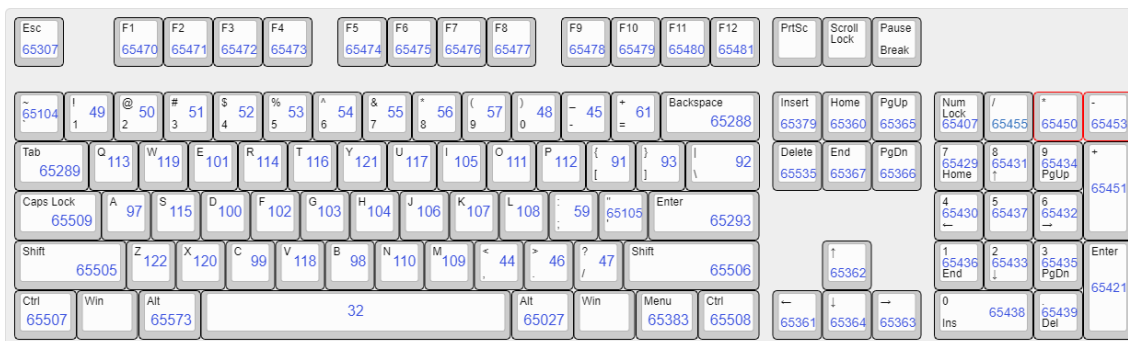 Esc F1 F2 F3 F4 F5 F6 F7 F8 F9 F10 F11 F12 PrtSc Scroll Lock Pause
65307 65470 65471 65472 65473 65474 65475 65476 65477 65478 65479 65480 65481 Break
~ ! @ # $ % ^ & * ( ) _ + Backspace Insert Home PgUp Num Lock / * -
65104 49 50 51 52 53 54 55 56 57 48 45 61 65288 65379 65360 65365 65407 65455 65450 65453
` 1 2 3 4 5 6 7 8 9 0 - =
Tab Q W E R T Y U I O P { } | Delete End PgDn 7 8 9 +
65289 113 119 101 114 116 121 117 105 111 112 91 93 92 65535 65367 65366 65429 65431 65434
[ ] \ Home ↑ PgUp
65451
Caps Lock A S D F G H J K L : " Enter 4 5 6
65509 97 115 100 102 103 104 106 107 108 59 65105 65293 65430 65437 65432
; ' ← →
Shift Z X C V B N M < > ? Shift ↑ 1 2 3 Enter
65505 122 120 99 118 98 110 109 44 46 47 65506 65362 65436 65433 65435
, . / End ↓ PgDn
65421
Ctrl Win Alt 32 Alt Win Menu Ctrl ← ↓ → 0 .
65507 65573 65027 65383 65508 65361 65364 65363 65438 65439
Ins Del